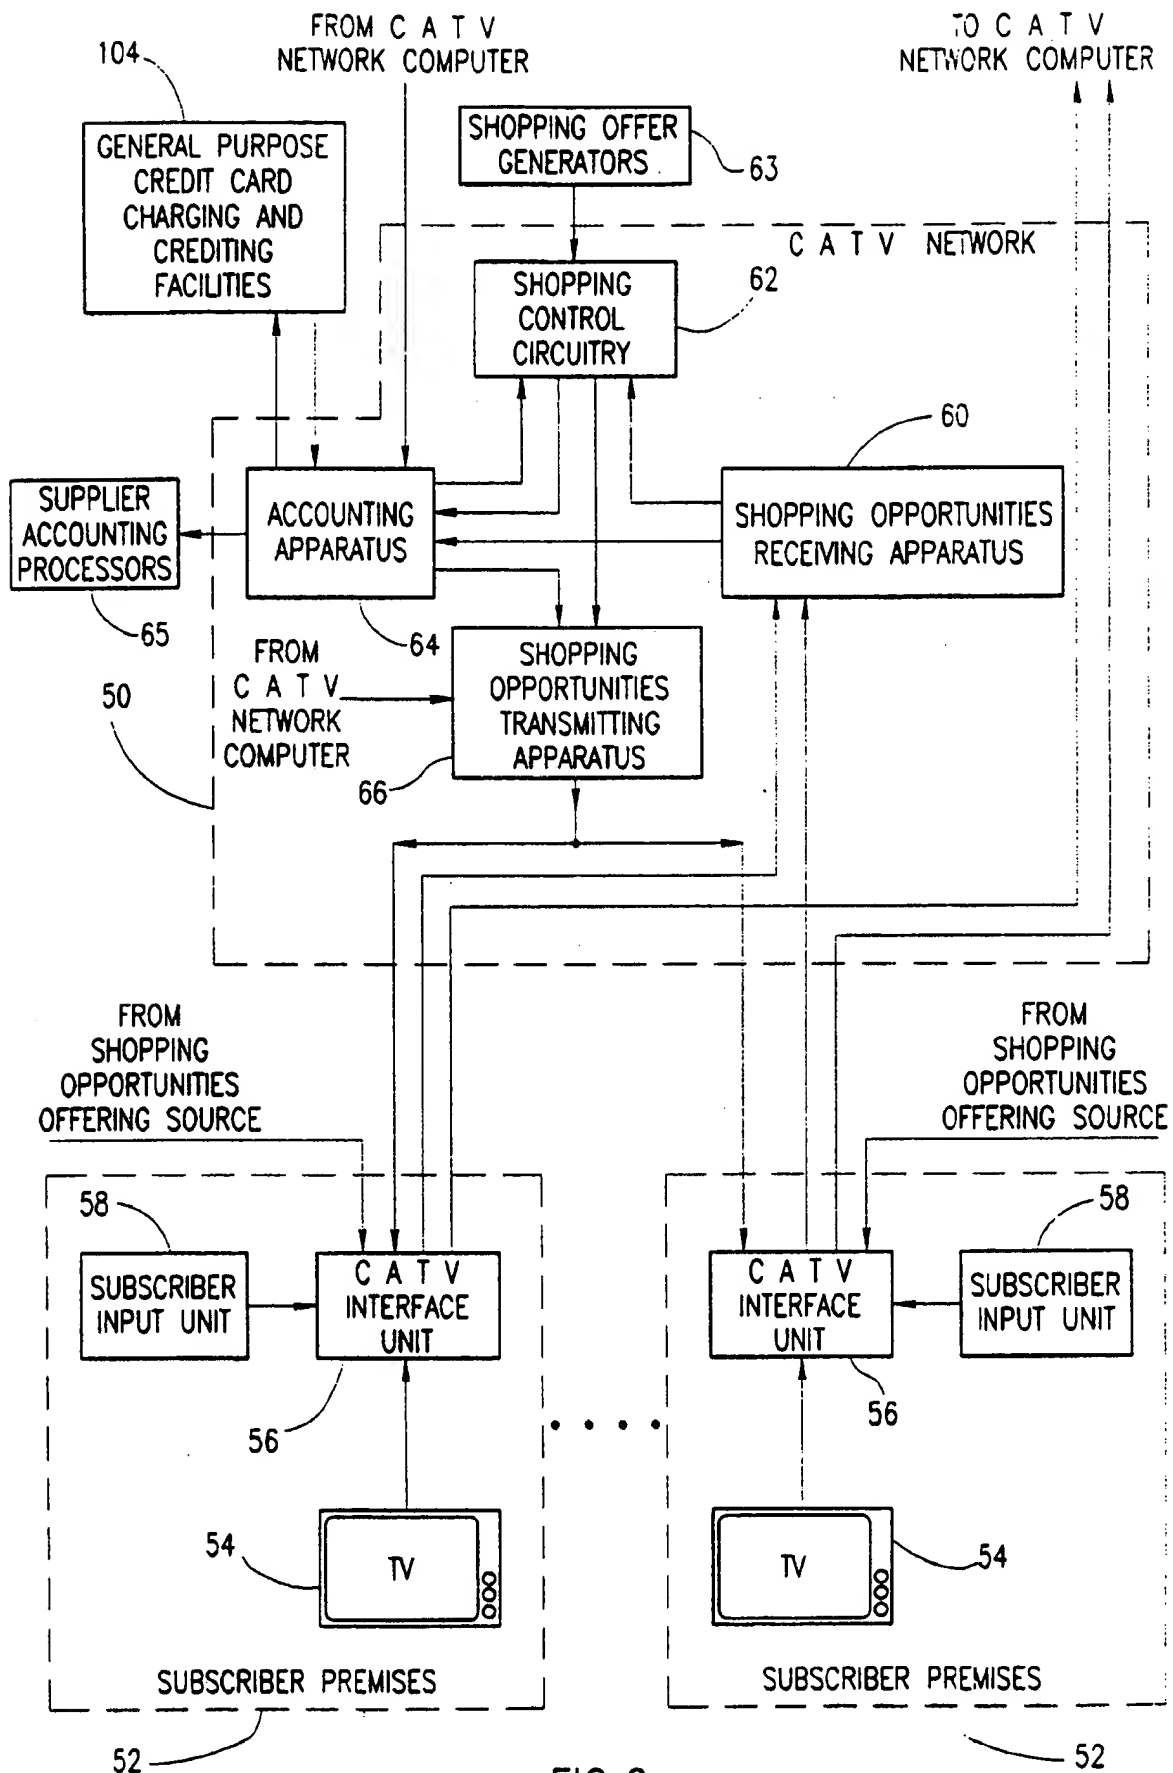 FROM C A T V
NETWORK COMPUTER
TO C A T V
NETWORK COMPUTER
104
GENERAL PURPOSE
CREDIT CARD
CHARGING AND
CREDITING
FACILITIES
SHOPPING OFFER
GENERATORS
63
C A T V NETWORK
SHOPPING
CONTROL
CIRCUITRY
62
60
SUPPLIER
ACCOUNTING
PROCESSORS
65
ACCOUNTING
APPARATUS
64
SHOPPING OPPORTUNITIES
RECEIVING APPARATUS
50
FROM
C A T V
NETWORK
COMPUTER
SHOPPING
OPPORTUNITIES
TRANSMITTING
APPARATUS
66
FROM
SHOPPING
OPPORTUNITIES
OFFERING SOURCE
FROM
SHOPPING
OPPORTUNITIES
OFFERING SOURCE
58
SUBSCRIBER
INPUT UNIT
C A T V
INTERFACE
UNIT
56
C A T V
INTERFACE
UNIT
56
58
SUBSCRIBER
INPUT UNIT
54
TV
TV
54
SUBSCRIBER PREMISES
SUBSCRIBER PREMISES
52
52